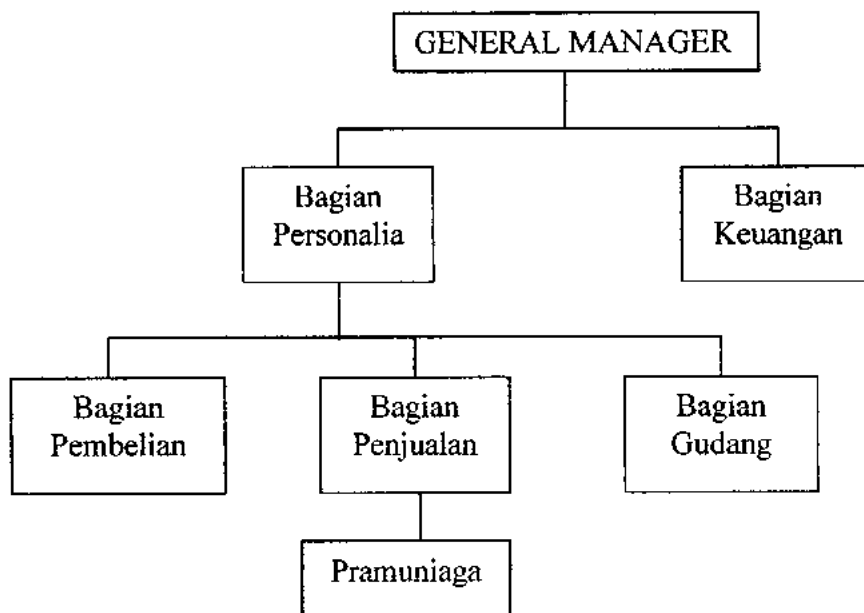 GENERAL MANAGER
Bagian
Personalia
Bagian
Keuangan
Bagian
Pembelian
Bagian
Penjualan
Bagian
Gudang
Pramuniaga